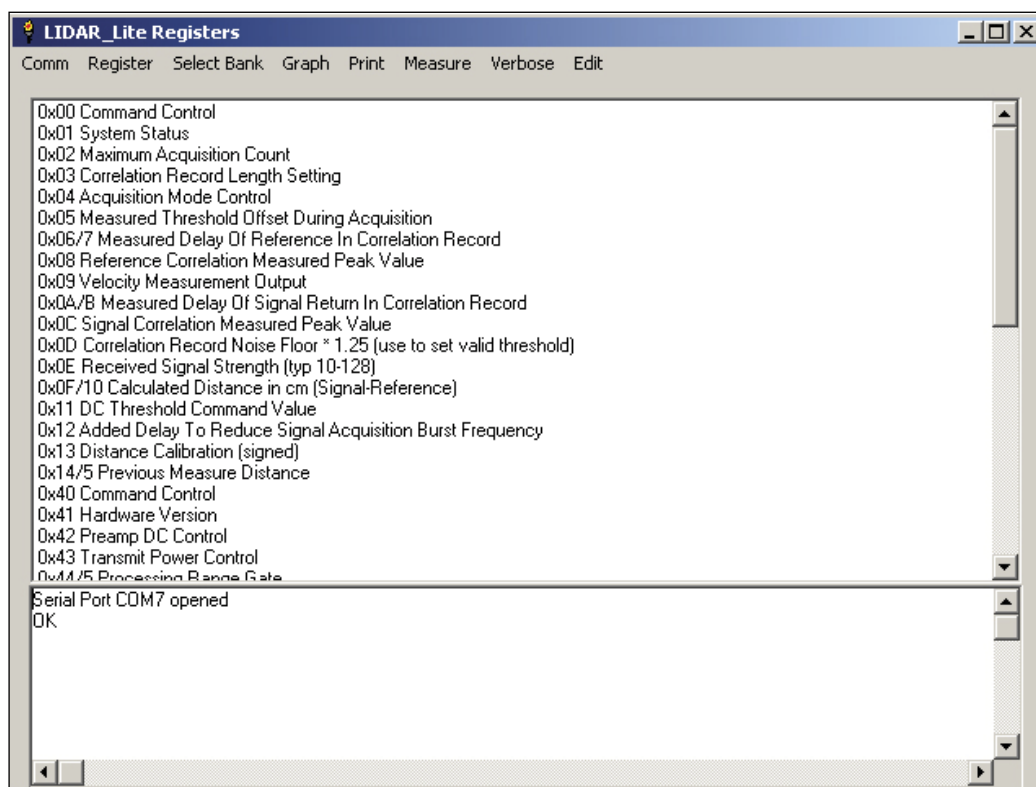 LIDAR_Lite Registers
Comm Register Select Bank Graph Print Measure Verbose Edit
0x00 Command Control
0x01 System Status
0x02 Maximum Acquisition Count
0x03 Correlation Record Length Setting
0x04 Acquisition Mode Control
0x05 Measured Threshold Offset During Acquisition
0x06/7 Measured Delay Of Reference In Correlation Record
0x08 Reference Correlation Measured Peak Value
0x09 Velocity Measurement Output
0x0A/B Measured Delay Of Signal Return In Correlation Record
0x0C Signal Correlation Measured Peak Value
0x0D Correlation Record Noise Floor * 1.25 (use to set valid threshold)
0x0E Received Signal Strength (typ 10-128)
0x0F/10 Calculated Distance in cm (Signal-Reference)
0x11 DC Threshold Command Value
0x12 Added Delay To Reduce Signal Acquisition Burst Frequency
0x13 Distance Calibration (signed)
0x14/5 Previous Measure Distance
0x40 Command Control
0x41 Hardware Version
0x42 Preamp DC Control
0x43 Transmit Power Control
0x44/5 Processing Range Gate
Serial Port COM7 opened
OK